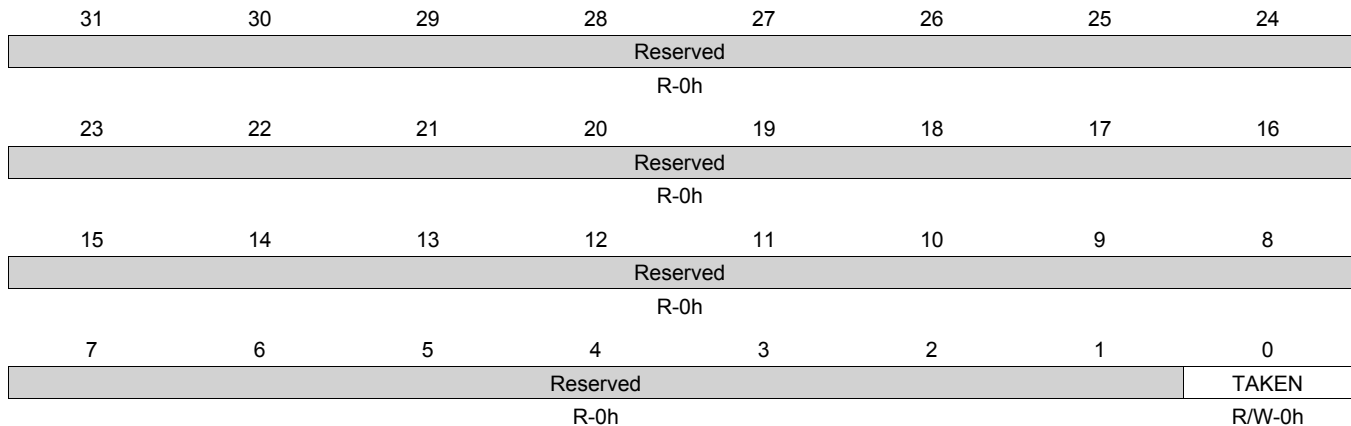 31 30 29 28 27 26 25 24
Reserved
R-0h
23 22 21 20 19 18 17 16
Reserved
R-0h
15 14 13 12 11 10 9 8
Reserved
R-0h
7 6 5 4 3 2 1 0
Reserved TAKEN
R-0h R/W-0h